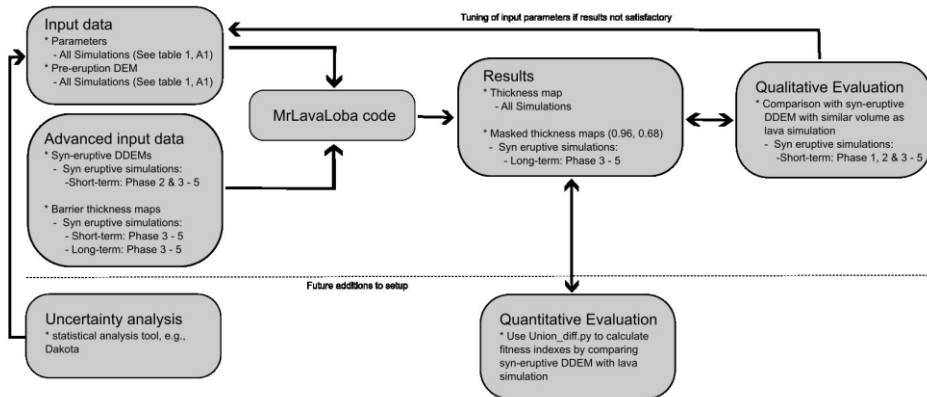 Tuning of input parameters if results not satisfactory
Input data
* Parameters
- All Simulations (See table 1, A1)
* Pre-eruption DEM
- All Simulations (See table 1, A1)
Advanced input data
* Syn-eruptive DDEMs
- Syn eruptive simulations:
-Short-term: Phase 2 & 3 - 5
* Barrier thickness maps
- Syn eruptive simulations:
- Short-term: Phase 3 - 5
- Long-term: Phase 3 - 5
MrLavaLoba code
Results
* Thickness map
- All Simulations
* Masked thickness maps (0.96, 0.68)
- Syn eruptive simulations:
- Long-term: Phase 3 - 5
Qualitative Evaluation
* Comparison with syn-eruptive
DDEM with similar volume as
lava simulation
- Syn eruptive simulations:
-Short-term: Phase 1, 2 & 3 - 5
Future additions to setup
Uncertainty analysis
* statistical analysis tool, e.g.,
Dakota
Quantitative Evaluation
* Use Union_diff.py to calculate
fitness indexes by comparing
syn-eruptive DDEM with lava
simulation